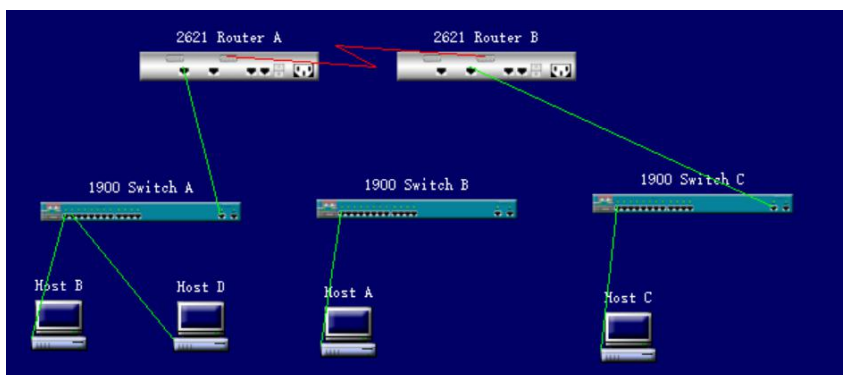 2621 Router A
2621 Router B
1900 Switch A
1900 Switch B
1900 Switch C
Host B
Host D
Host A
Host C